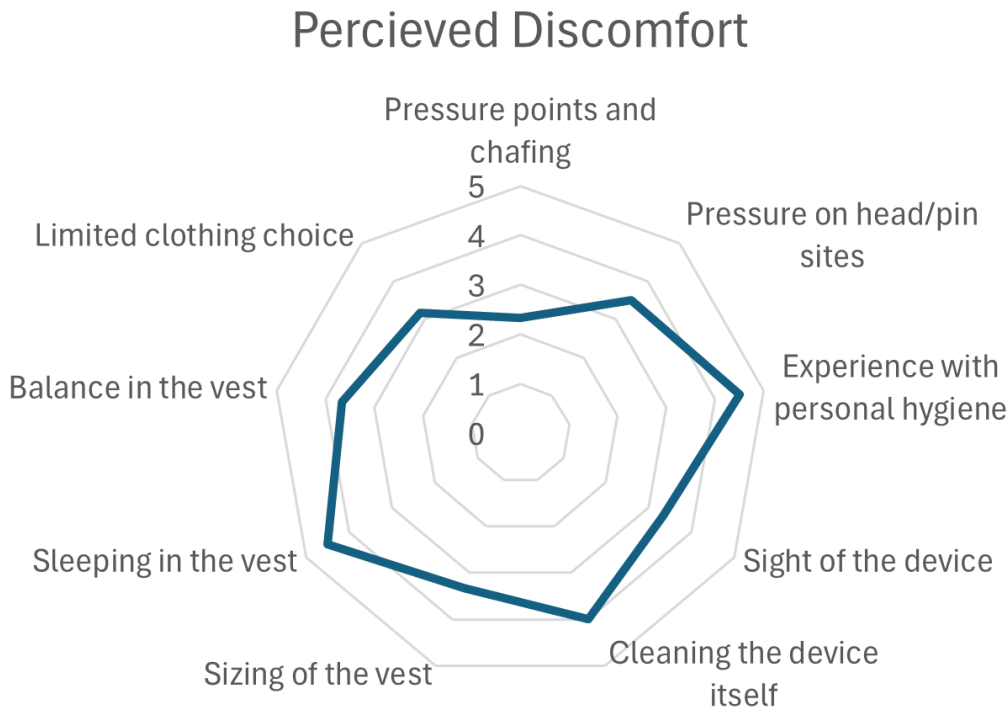 Percieved Discomfort
Pressure points and
chafing
5
4
3
2
1
0
Pressure on head/pin
sites
Experience with
personal hygiene
Sight of the device
Cleaning the device
itself
Sizing of the vest
Sleeping in the vest
Balance in the vest
Limited clothing choice